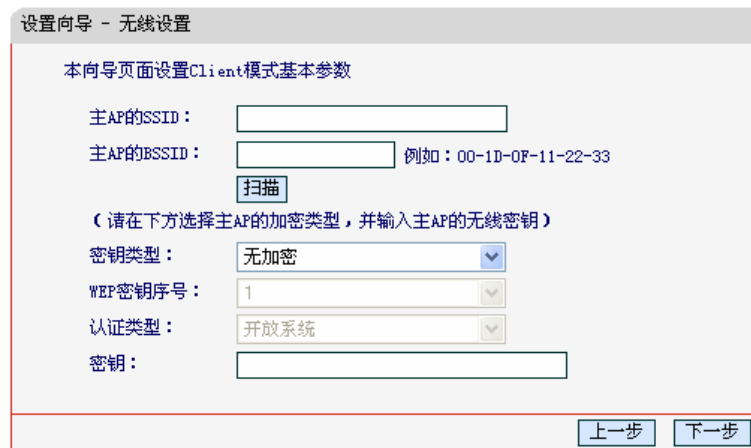 设置向导 - 无线设置
本向导页面设置Client模式基本参数
主AP的SSID：
主AP的BSSID： 例如：00-1D-0F-11-22-33
扫描
（请在下方选择主AP的加密类型，并输入主AP的无线密钥）
密钥类型： 无加密
WEP密钥序号： 1
认证类型： 开放系统
密钥：
上一步 下一步